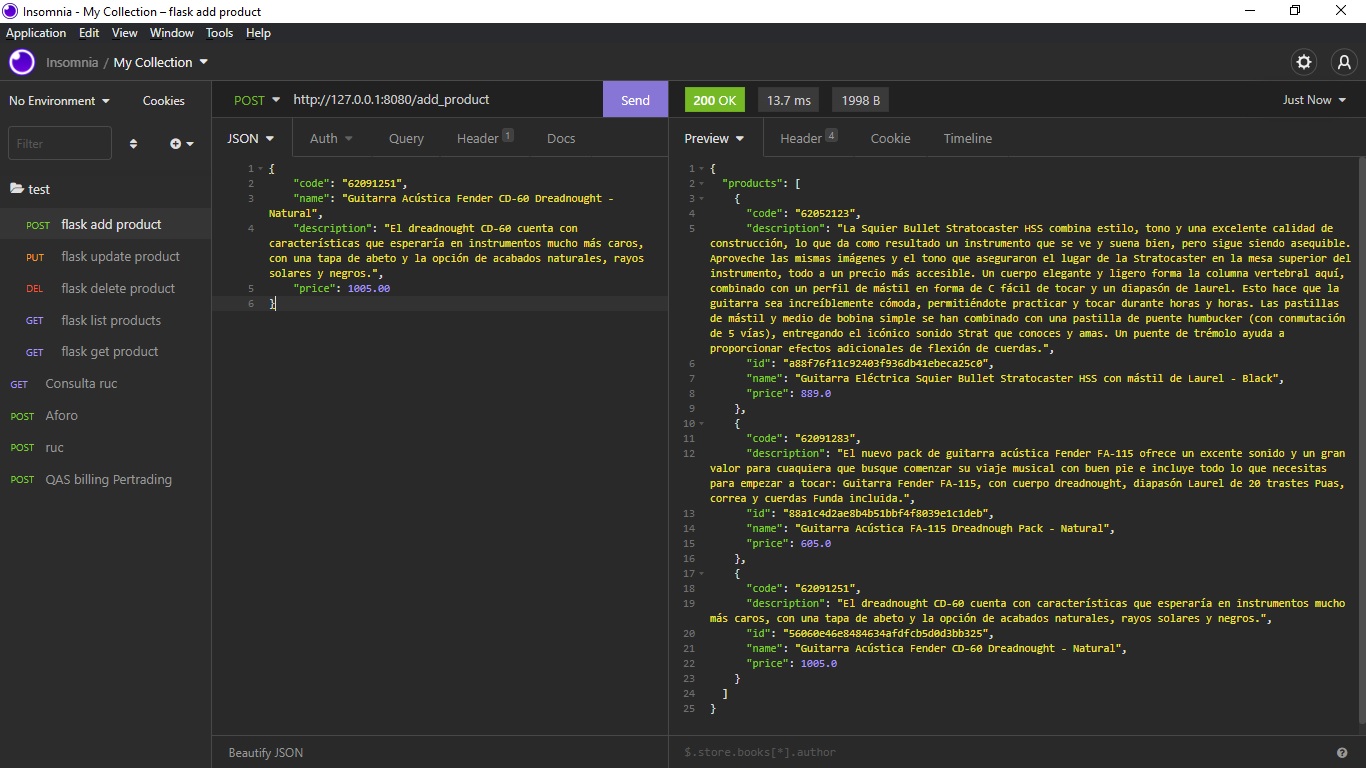 Insomnia - My Collection – flask add product
Application Edit View Window Tools Help
Insomnia / My Collection
No Environment Cookies
Filter
test
POST flask add product
PUT flask update product
DEL flask delete product
GET flask list products
GET flask get product
GET Consulta ruc
POST Aforo
POST ruc
POST QAS billing Pertrading
POST http://127.0.0.1:8080/add_product Send
JSON Auth Query Header 1 Docs
1 {
2 "code": "62091251",
3 "name": "Guitarra Acústica Fender CD-60 Dreadnought -
Natural",
4 "description": "El dreadnought CD-60 cuenta con
características que esperaría en instrumentos mucho más caros,
con una tapa de abeto y la opción de acabados naturales, rayos
solares y negros.",
5 "price": 1005.00
6 }
Beautify JSON
200 OK 13.7 ms 1998 B Just Now
Preview Header 4 Cookie Timeline
1 {
2 "products": [
3 {
4 "code": "62052123",
5 "description": "La Squier Bullet Stratocaster HSS combina estilo, tono y una excelente calidad de
construcción, lo que da como resultado un instrumento que se ve y suena bien, pero sigue siendo asequible.
Aproveche las mismas imágenes y el tono que aseguraron el lugar de la Stratocaster en la mesa superior del
instrumento, todo a un precio más accesible. Un cuerpo elegante y ligero forma la columna vertebral aquí,
combinado con un perfil de mástil en forma de C fácil de tocar y un diapasón de laurel. Esto hace que la
guitarra sea increíblemente cómoda, permitiéndote practicar y tocar durante horas y horas. Las pastillas
de mástil y medio de bobina simple se han combinado con una pastilla de puente humbucker (con conmutación
de 5 vías), entregando el icónico sonido Strat que conoces y amas. Un puente de trémolo ayuda a
proporcionar efectos adicionales de flexión de cuerdas.",
6 "id": "a88f76f11c92403f936db41ebeca25c0",
7 "name": "Guitarra Eléctrica Squier Bullet Stratocaster HSS con mástil de Laurel - Black",
8 "price": 889.0
9 },
10 {
11 "code": "62091283",
12 "description": "El nuevo pack de guitarra acústica Fender FA-115 ofrece un excente sonido y un gran
valor para cuaquiera que busque comenzar su viaje musical con buen pie e incluye todo lo que necesitas
para empezar a tocar: Guitarra Fender FA-115, con cuerpo dreadnought, diapasón Laurel de 20 trastes Puas,
correa y cuerdas Funda incluida.",
13 "id": "88a1c4d2ae8b4b51bbf4f8039e1c1deb",
14 "name": "Guitarra Acústica FA-115 Dreadnough Pack - Natural",
15 "price": 605.0
16 },
17 {
18 "code": "62091251",
19 "description": "El dreadnought CD-60 cuenta con características que esperaría en instrumentos mucho
más caros, con una tapa de abeto y la opción de acabados naturales, rayos solares y negros.",
20 "id": "56060e46e8484634afdfcb5d0d3bb325",
21 "name": "Guitarra Acústica Fender CD-60 Dreadnought - Natural",
22 "price": 1005.0
23 }
24 ]
25 }
$.store.books[*].author